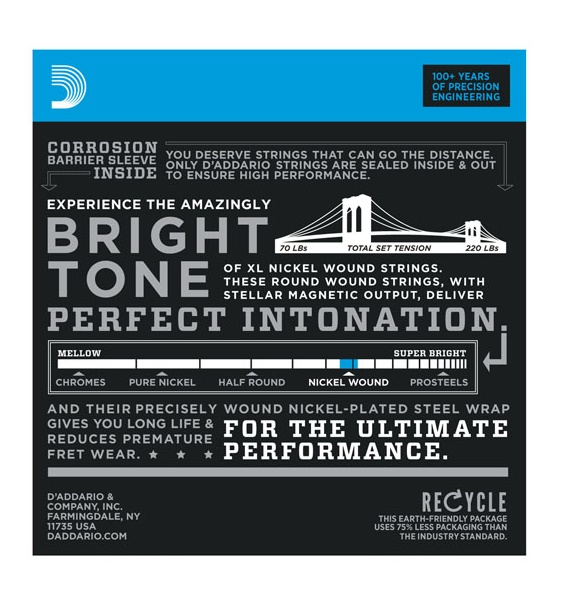 100+ YEARS
OF PRECISION
ENGINEERING
CORROSION
BARRIER SLEEVE
INSIDE
YOU DESERVE STRINGS THAT CAN GO THE DISTANCE.
ONLY D'ADDARIO STRINGS ARE SEALED INSIDE & OUT
TO ENSURE HIGH PERFORMANCE.
EXPERIENCE THE AMAZINGLY
BRIGHT
TONE
70 LBs
TOTAL SET TENSION
220 LBs
OF XL NICKEL WOUND STRINGS.
THESE ROUND WOUND STRINGS, WITH
STELLAR MAGNETIC OUTPUT, DELIVER
PERFECT INTONATION.
MELLOW
SUPER BRIGHT
CHROMES
PURE NICKEL
HALF ROUND
NICKEL WOUND
PROSTEELS
AND THEIR PRECISELY WOUND NICKEL-PLATED STEEL WRAP
GIVES YOU LONG LIFE &
REDUCES PREMATURE
FRET WEAR.
FOR THE ULTIMATE
PERFORMANCE.
D'ADDARIO &
COMPANY, INC.
FARMINGDALE, NY
11735 USA
DADDARIO.COM
RECYCLE
THIS EARTH-FRIENDLY PACKAGE
USES 75% LESS PACKAGING THAN
THE INDUSTRY STANDARD.